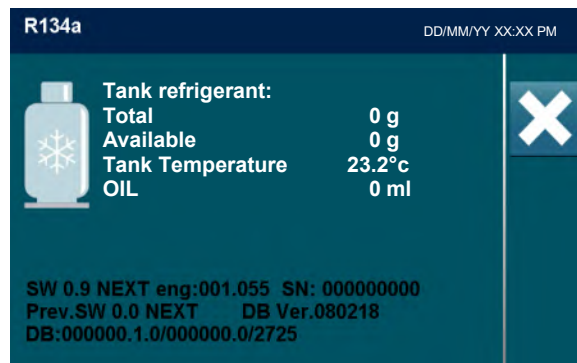 R134a DD/MM/YY XX:XX PM
Tank refrigerant:
Total 0 g
Available 0 g
Tank Temperature 23.2°c
OIL 0 ml
SW 0.9 NEXT eng:001.055 SN: 000000000
Prev.SW 0.0 NEXT DB Ver.080218
DB:000000.1.0/000000.0/2725